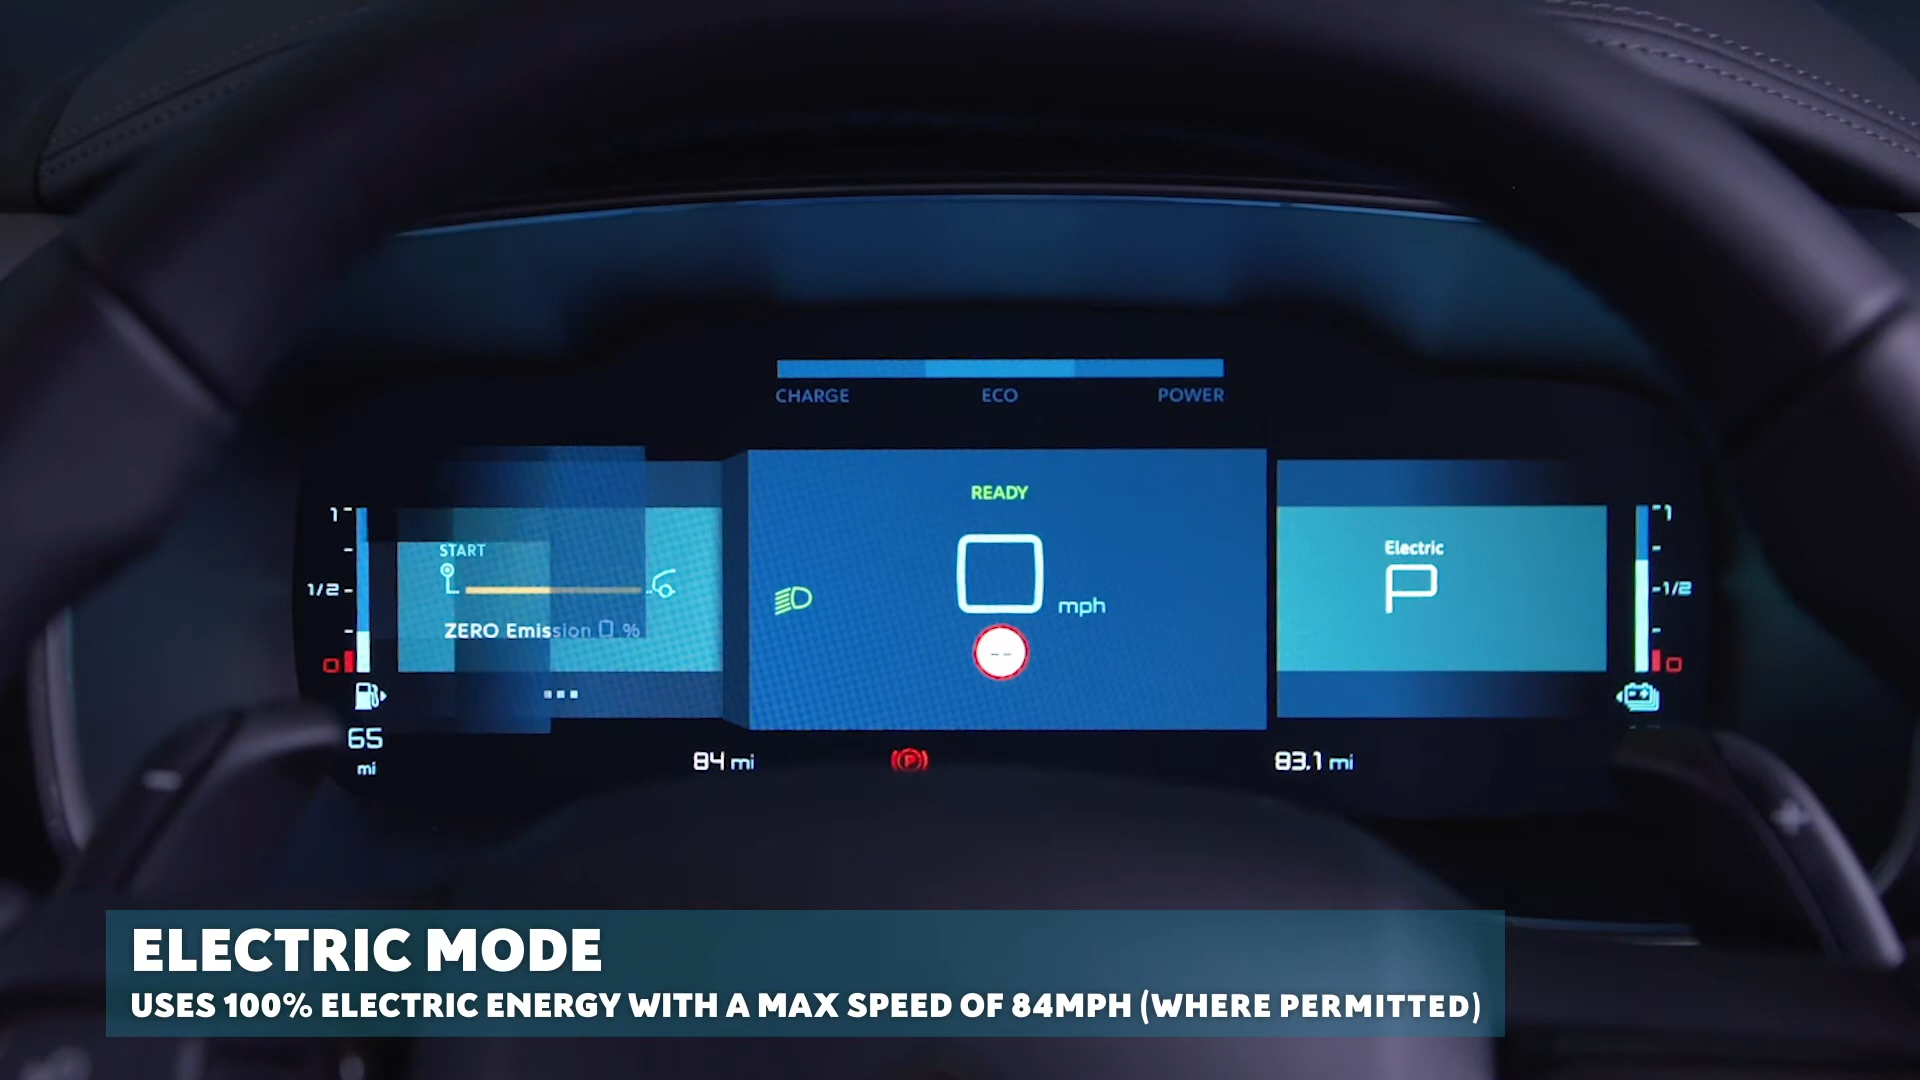 CHARGE ECO POWER
READY
1 START Electric 1
1/2 0 mph P 1/2
ZERO Emission 0 %
0 -- 0
65 mi
84 mi P 83.1 mi
ELECTRIC MODE
USES 100% ELECTRIC ENERGY WITH A MAX SPEED OF 84MPH (WHERE PERMITTED)